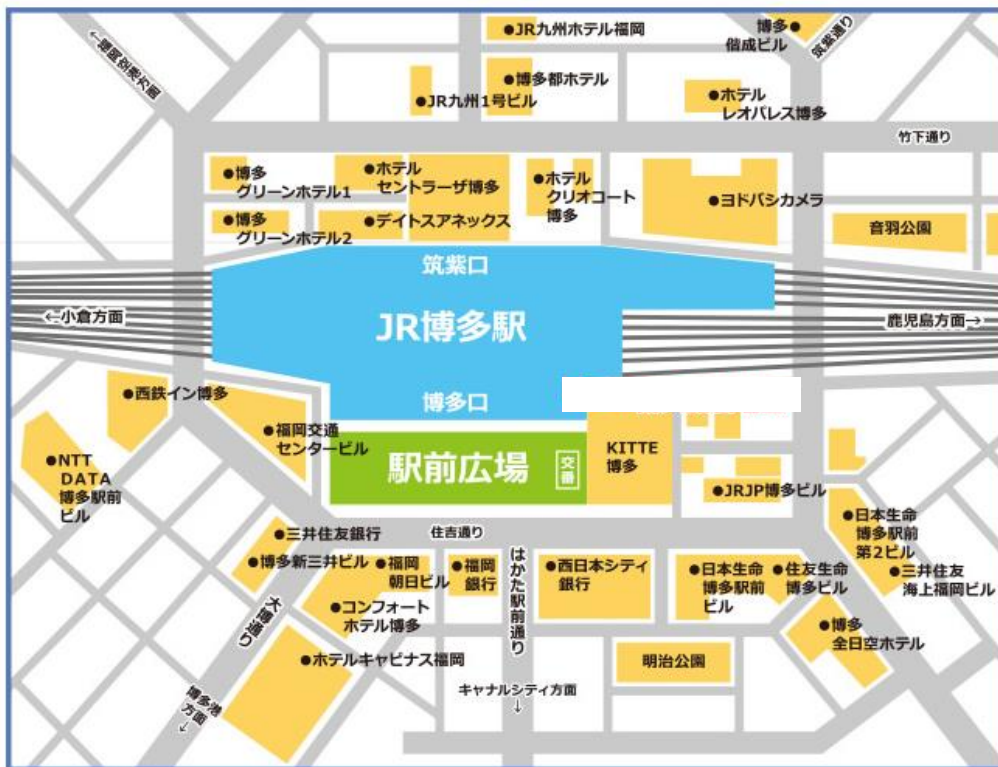 ●JR九州ホテル福岡
博多●
偕成ビル
筑紫通り
←福岡空港方面
●博多都ホテル
●JR九州1号ビル
●ホテル
レオパレス博多
竹下通り
●博多
グリーンホテル1
●ホテル
セントラーザ博多
●ホテル
クリオコート
博多
●ヨドバシカメラ
●博多
グリーンホテル2
●デイトスアネックス
音羽公園
筑紫口
JR博多駅
←小倉方面
鹿児島方面→
博多口
●西鉄イン博多
●福岡交通
センタービル
駅前広場
交番
KITTE
博多
●NTT
DATA
博多駅前
ビル
●JRJP博多ビル
●日本生命
博多駅前
第2ビル
●三井住友銀行
住吉通り
●博多新三井ビル
●福岡
朝日ビル
●福岡
銀行
はかた駅前通り
●西日本シティ
銀行
●日本生命
博多駅前
ビル
●住友生命
博多ビル
●三井住友
海上福岡ビル
大博通り
●コンフォート
ホテル博多
●博多
全日空ホテル
●ホテルキャビナス福岡
明治公園
博多港
方面
↓
キャナルシティ方面
↓